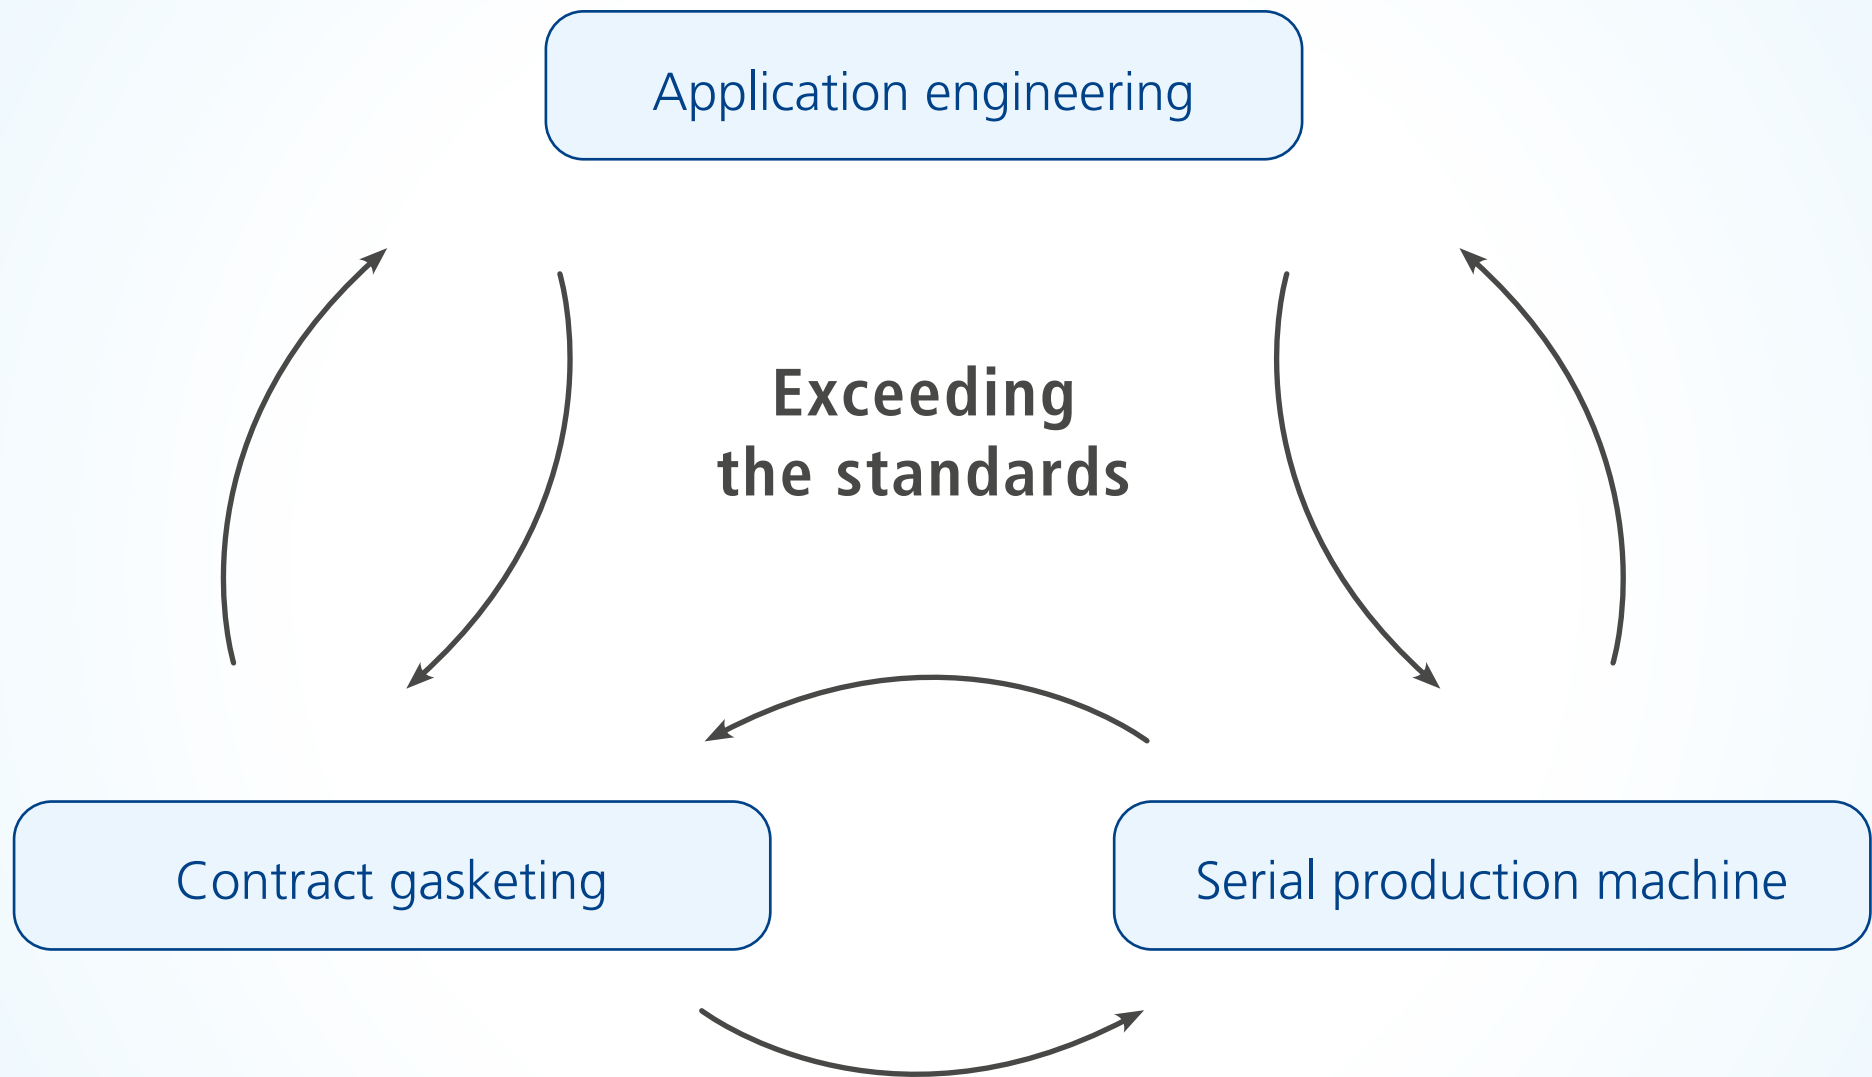 Application engineering
Exceeding
the standards
Contract gasketing
Serial production machine